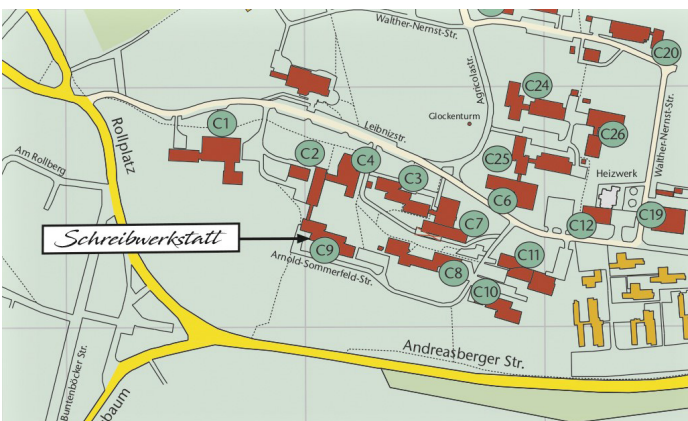 Walther-Nernst-Str.
C20
C24
Agricolastr.
Glockenturm
C26
Walther-Nernst-Str.
C1
Leibnizstr.
Rollplatz
Am Rollberg
C2
C4
C3
C25
Heizwerk
C6
C7
C12
C19
Schreibwerkstatt
C9
C11
C8
Arnold-Sommerfeld-Str.
C10
Andreasberger Str.
Buntenböcker Str.
baum